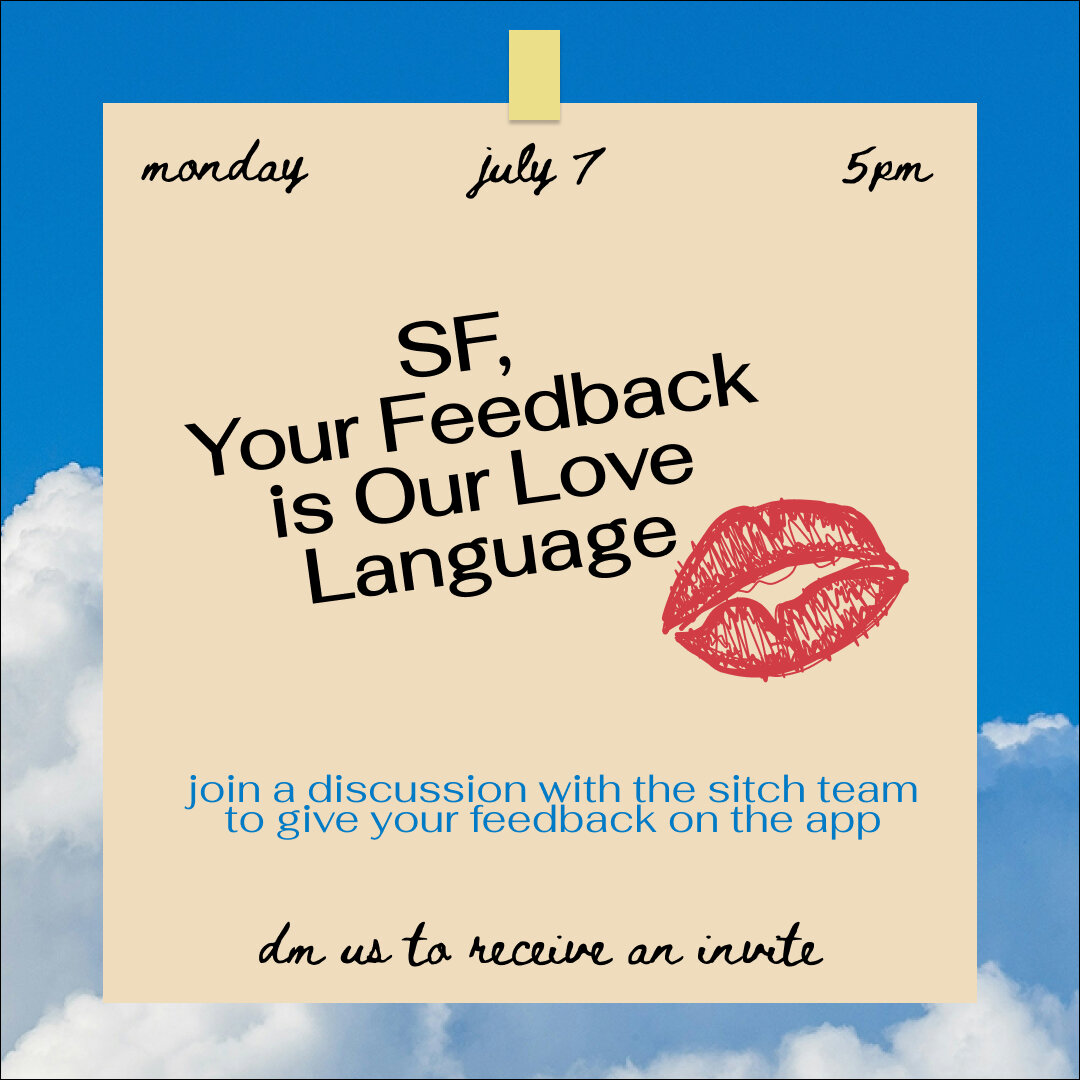 monday july 7 5pm
SF,
Your Feedback
is Our Love
Language
join a discussion with the sitch team
to give your feedback on the app
dm us to receive an invite